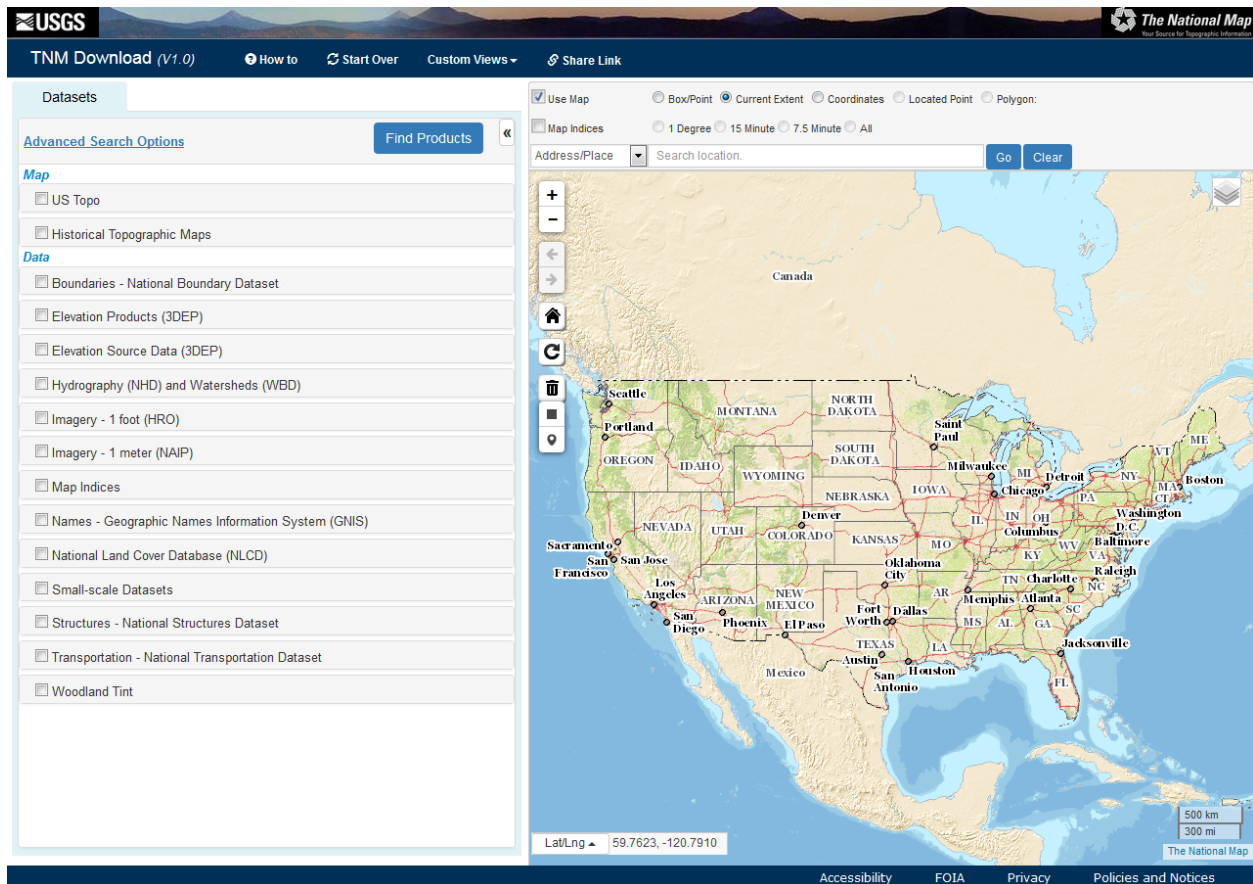 USGS
The National Map
Your Source for Topographic Information
TNM Download (V1.0)
How to
Start Over
Custom Views
Share Link
Datasets
Advanced Search Options
Find Products
«
Map
US Topo
Historical Topographic Maps
Data
Boundaries - National Boundary Dataset
Elevation Products (3DEP)
Elevation Source Data (3DEP)
Hydrography (NHD) and Watersheds (WBD)
Imagery - 1 foot (HRO)
Imagery - 1 meter (NAIP)
Map Indices
Names - Geographic Names Information System (GNIS)
National Land Cover Database (NLCD)
Small-scale Datasets
Structures - National Structures Dataset
Transportation - National Transportation Dataset
Woodland Tint
Use Map
Box/Point Current Extent Coordinates Located Point Polygon:
Map Indices
1 Degree 15 Minute 7.5 Minute All
Address/Place
Search location.
Go
Clear
+
−
Canada
Seattle
MONTANA
NORTH
DAKOTA
Portland
Saint
Paul
ME
VT
OREGON
IDAHO
SOUTH
DAKOTA
WYOMING
Milwaukee
MI
Detroit
NY
MA
Boston
CT
NEBRASKA
IOWA
Chicago
PA
Denver
IL
IN
OH
Washington
D.C.
NEVADA
UTAH
COLORADO
KANSAS
MO
Columbus
WV
Baltimore
Sacramento
KY
VA
San
Francisco
San Jose
Oklahoma
City
Raleigh
TN
Charlotte
NC
Los
Angeles
ARIZONA
NEW
MEXICO
AR
Memphis
Atlanta
SC
San
Diego
Phoenix
El Paso
Fort
Worth
Dallas
MS
AL
GA
TEXAS
LA
Jacksonville
Austin
Houston
Mexico
San
Antonio
FL
500 km
300 mi
Lat/Lng
59.7623, -120.7910
The National Map
Accessibility
FOIA
Privacy
Policies and Notices